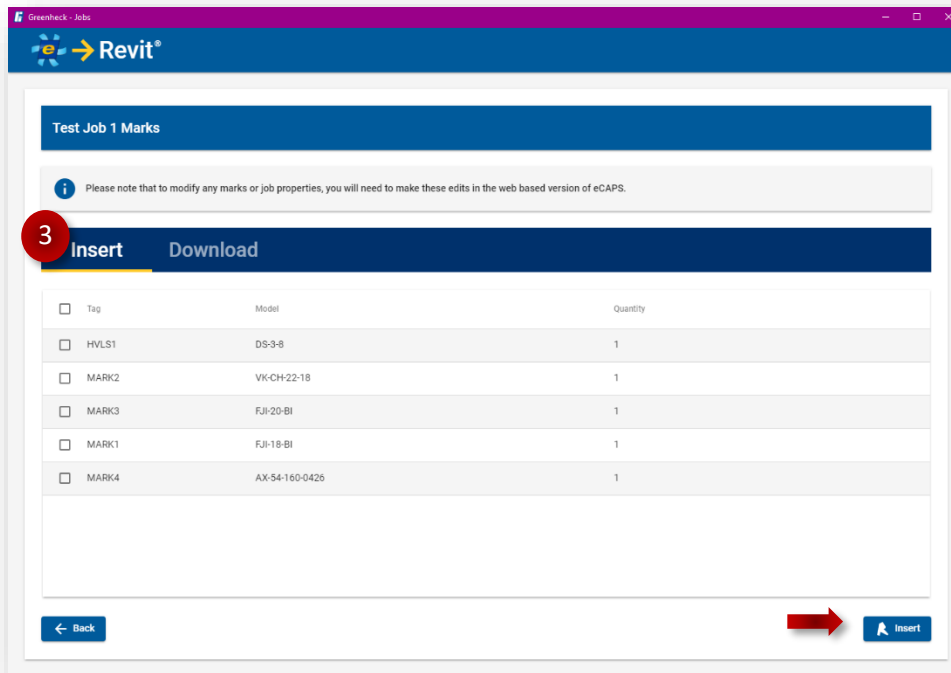 Greenheck - Jobs
e → Revit®
Test Job 1 Marks
i Please note that to modify any marks or job properties, you will need to make these edits in the web based version of eCAPS.
3
Insert Download
Tag Model Quantity
HVLS1 DS-3-8 1
MARK2 VK-CH-22-18 1
MARK3 FJI-20-BI 1
MARK1 FJI-18-BI 1
MARK4 AX-54-160-0426 1
← Back Insert